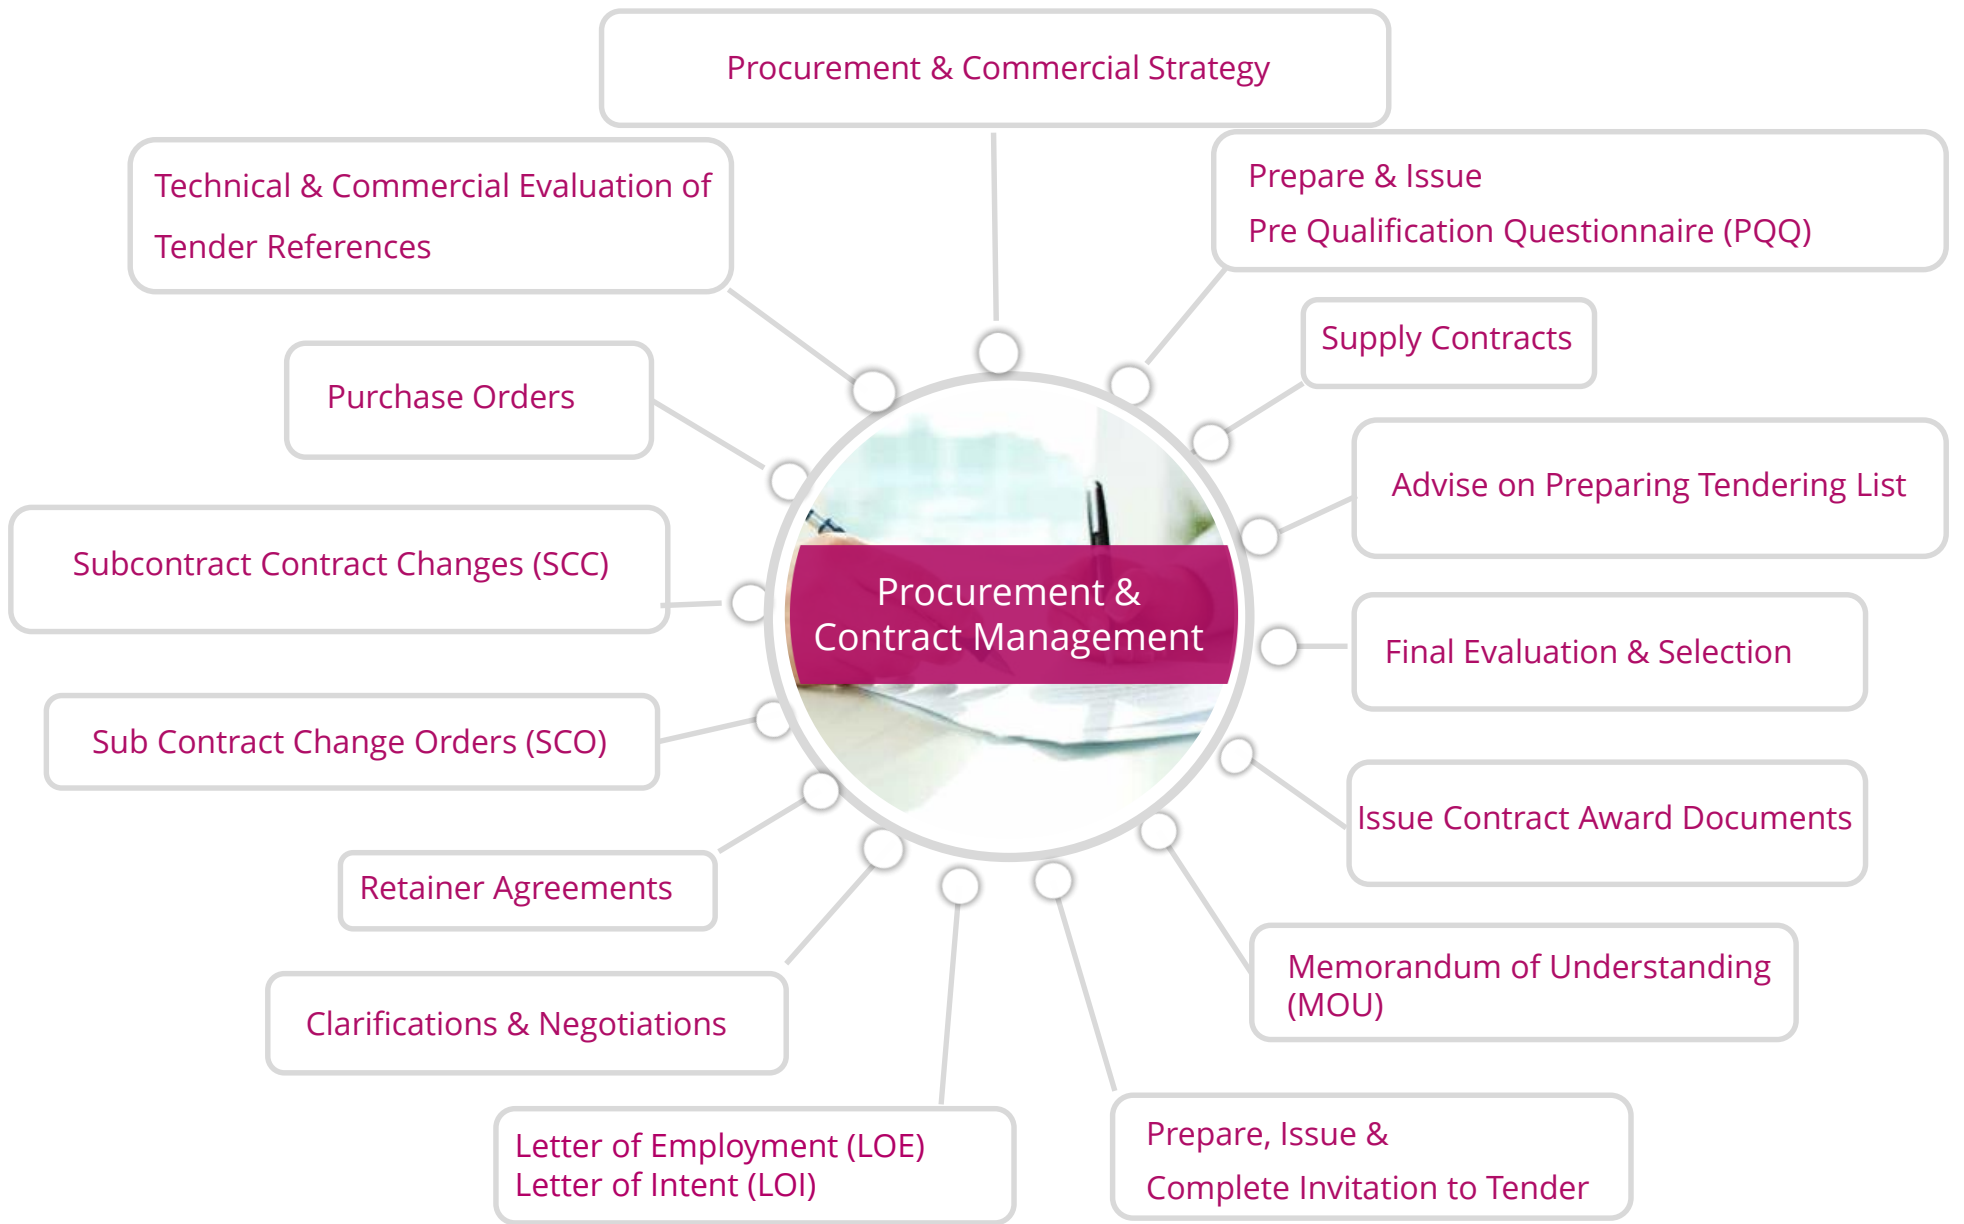 Procurement & Commercial Strategy
Technical & Commercial Evaluation of
Tender References
Prepare & Issue
Pre Qualification Questionnaire (PQQ)
Supply Contracts
Purchase Orders
Advise on Preparing Tendering List
Subcontract Contract Changes (SCC)
Procurement &
Contract Management
Final Evaluation & Selection
Sub Contract Change Orders (SCO)
Issue Contract Award Documents
Retainer Agreements
Memorandum of Understanding
(MOU)
Clarifications & Negotiations
Letter of Employment (LOE)
Letter of Intent (LOI)
Prepare, Issue &
Complete Invitation to Tender